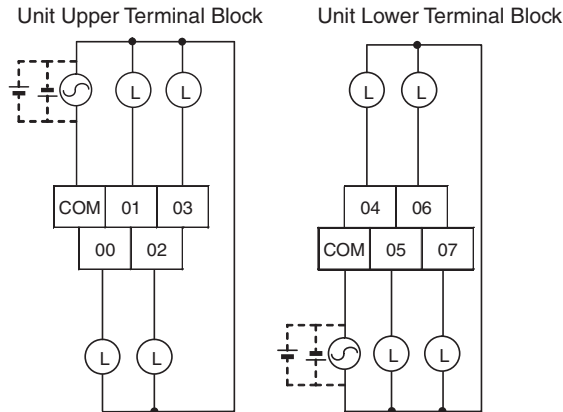 Unit Upper Terminal Block
Unit Lower Terminal Block
L L
COM 01 03
00 02
L L
L L
04 06
COM 05 07
L L